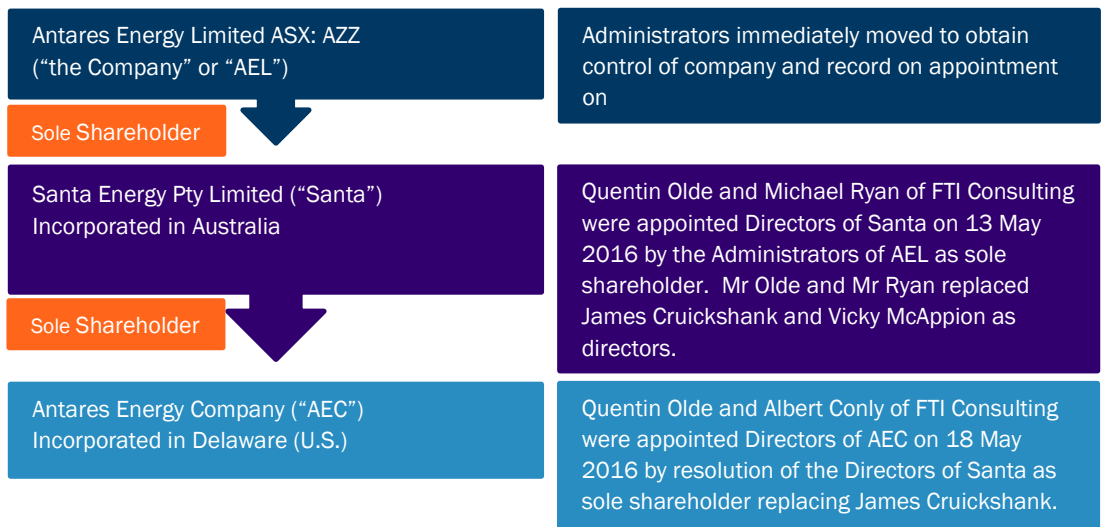 Antares Energy Limited ASX: AZZ
(“the Company” or “AEL”)
Administrators immediately moved to obtain
control of company and record on appointment
on
Sole Shareholder
Santa Energy Pty Limited (“Santa”)
Incorporated in Australia
Quentin Olde and Michael Ryan of FTI Consulting
were appointed Directors of Santa on 13 May
2016 by the Administrators of AEL as sole
shareholder.  Mr Olde and Mr Ryan replaced
James Cruickshank and Vicky McAppion as
directors.
Sole Shareholder
Antares Energy Company (“AEC”)
Incorporated in Delaware (U.S.)
Quentin Olde and Albert Conly of FTI Consulting
were appointed Directors of AEC on 18 May
2016 by resolution of the Directors of Santa as
sole shareholder replacing James Cruickshank.